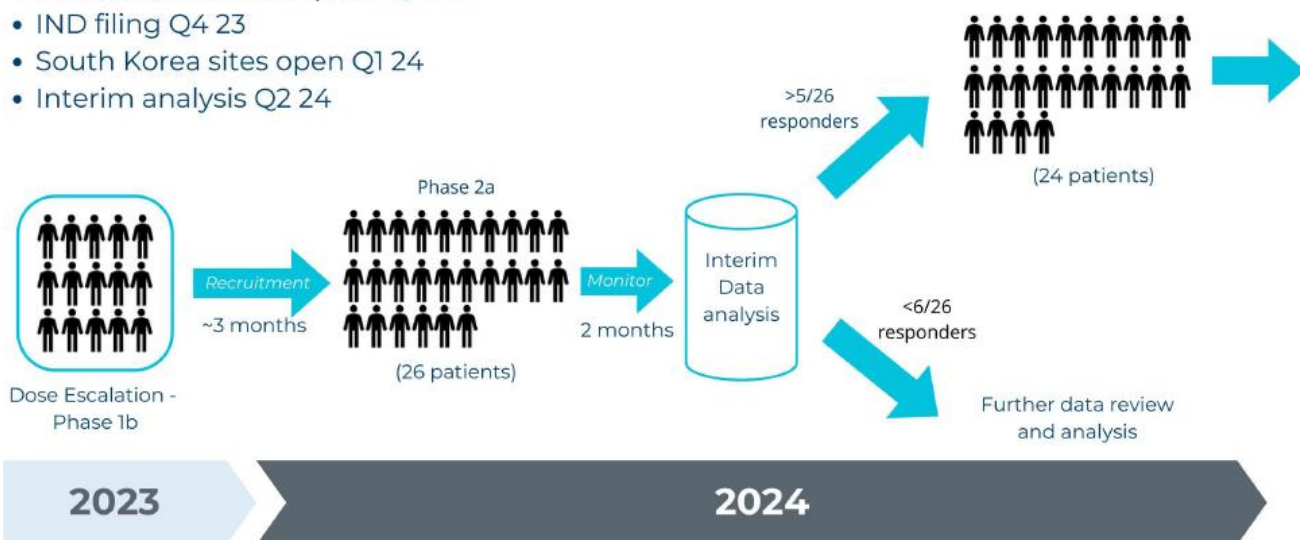 • IND filing Q4 23
• South Korea sites open Q1 24
• Interim analysis Q2 24
>5/26
responders
(24 patients)
Phase 2a
Recruitment
~3 months
(26 patients)
Monitor
2 months
Interim
Data
analysis
<6/26
responders
Dose Escalation -
Phase 1b
Further data review
and analysis
2023
2024